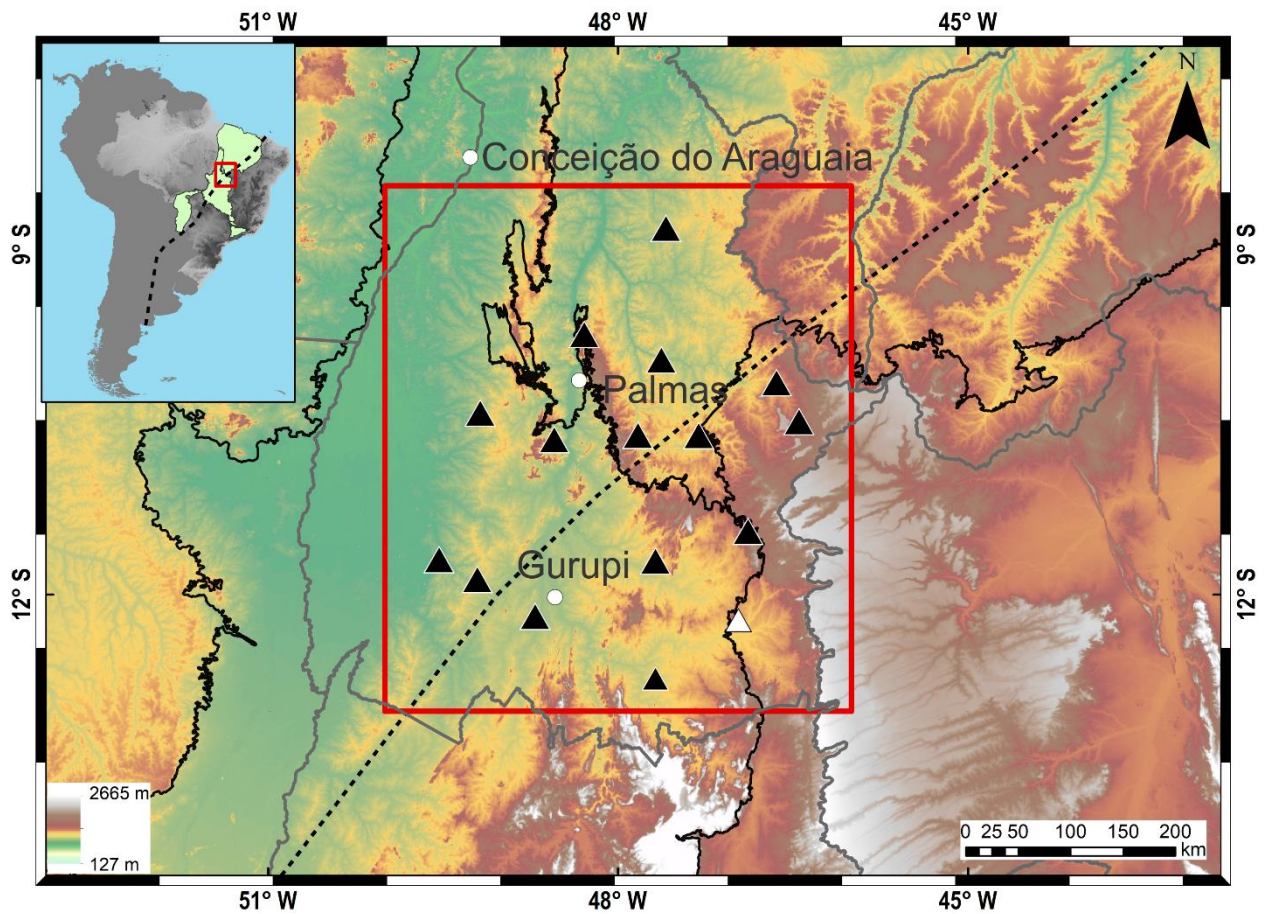 51° W 48° W 45° W
N
Conceição do Araguaia
9° S 9° S
Palmas
Gurupi
12° S 12° S
2665 m
127 m
0 25 50 100 150 200
km
51° W 48° W 45° W